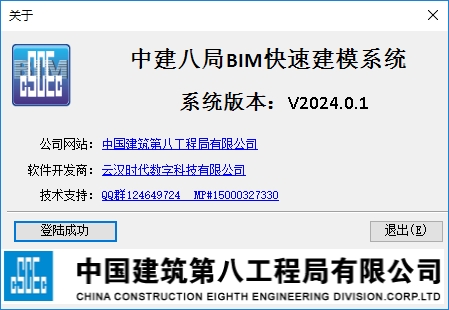 关于
中建八局BIM快速建模系统
系统版本：V2024.0.1
公司网站：中国建筑第八工程局有限公司
软件开发商：云汉时代数字科技有限公司
技术支持：QQ群124649724 MP#15000327330
登陆成功 退出(E)
中国建筑第八工程局有限公司
CHINA CONSTRUCTION EIGHTH ENGINEERING DIVISION.CORP.LTD